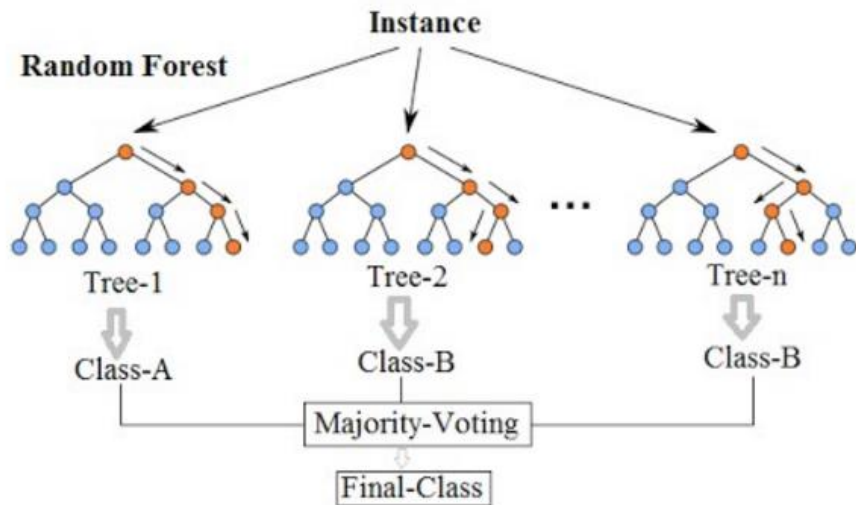 Instance
Random Forest
...
Tree-1
Tree-2
Tree-n
Class-A
Class-B
Class-B
Majority-Voting
Final-Class